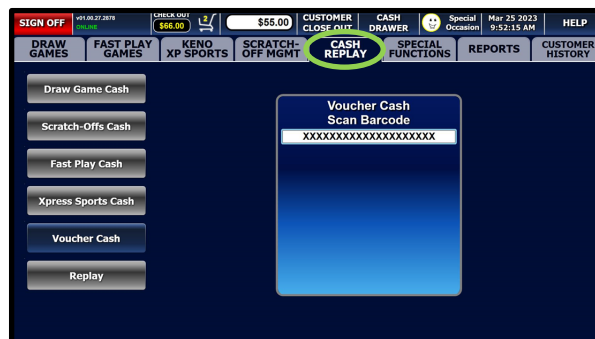 SIGN OFF
v01.00.27.2878
ONLINE
CHECK OUT
$66.00
2
$55.00
CUSTOMER
CLOSE OUT
CASH
DRAWER
Special
Occasion
Mar 25 2023
9:52:15 AM
HELP
DRAW
GAMES
FAST PLAY
GAMES
KENO
XP SPORTS
SCRATCH-
OFF MGMT
CASH
REPLAY
SPECIAL
FUNCTIONS
REPORTS
CUSTOMER
HISTORY
Draw Game Cash
Scratch-Offs Cash
Fast Play Cash
Xpress Sports Cash
Voucher Cash
Replay
Voucher Cash
Scan Barcode
XXXXXXXXXXXXXXXXXXXX